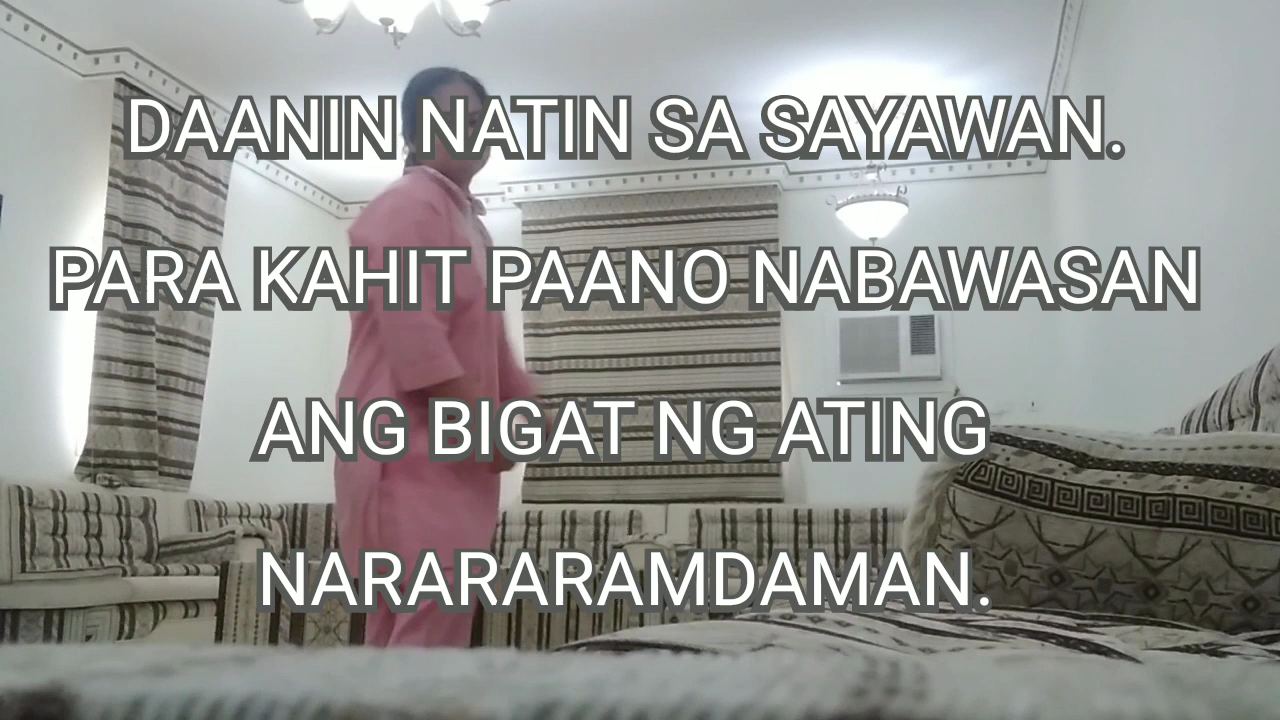 DAANIN NATIN SA SAYAWAN.
PARA KAHIT PAANO NABAWASAN
ANG BIGAT NG ATING
NARARARAMDAMAN.